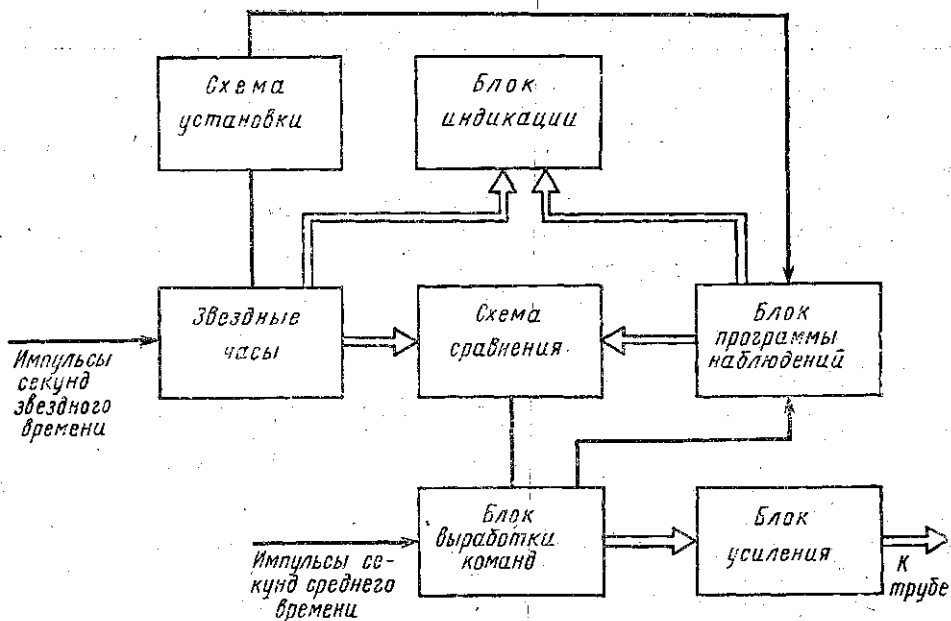 Схема
установки
Блок
индикации
Звездные
часы
Схема
сравнения
Блок
программы
наблюдений
Импульсы
секунд
звездного
времени
Блок
выработки
команд
Блок
усиления
Импульсы се-
кунд среднего
времени
К
трубе